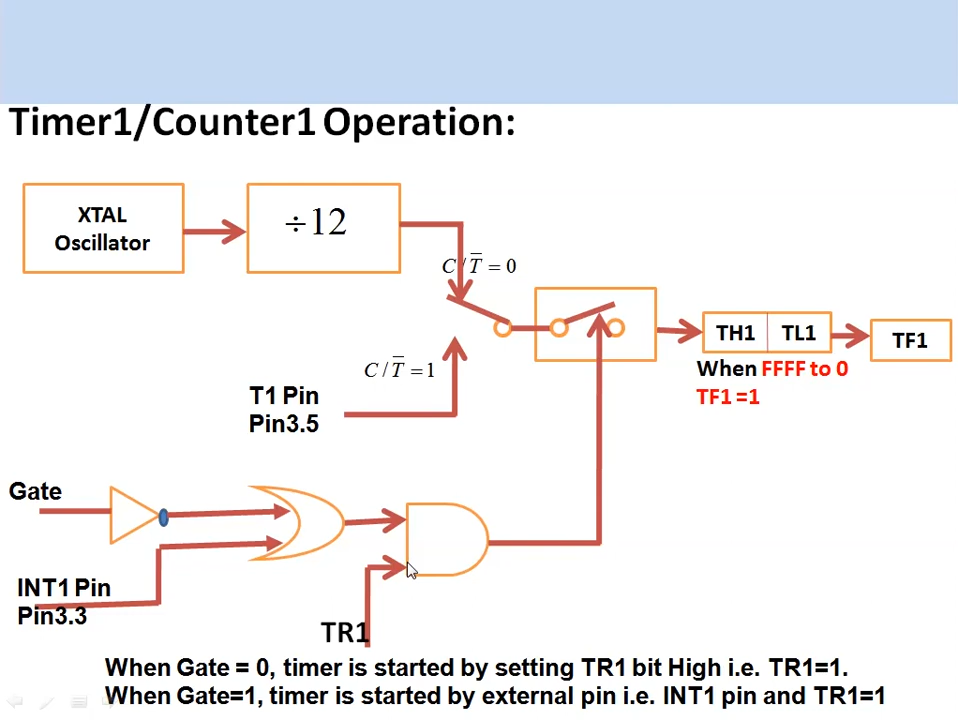 Timer1/Counter1 Operation:
XTAL
Oscillator
÷12
C/T̅ = 0
C/T̅ = 1
T1 Pin
Pin3.5
TH1
TL1
TF1
When FFFF to 0
TF1 =1
Gate
INT1 Pin
Pin3.3
TR1
When Gate = 0, timer is started by setting TR1 bit High i.e. TR1=1.
When Gate=1, timer is started by external pin i.e. INT1 pin and TR1=1